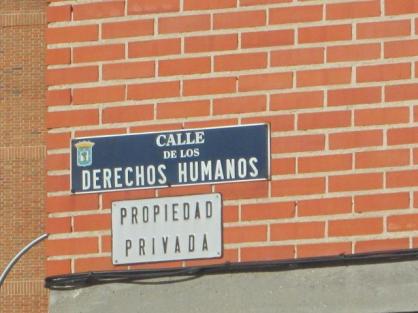 CALLE
DE LOS
DERECHOS HUMANOS
PROPIEDAD
PRIVADA